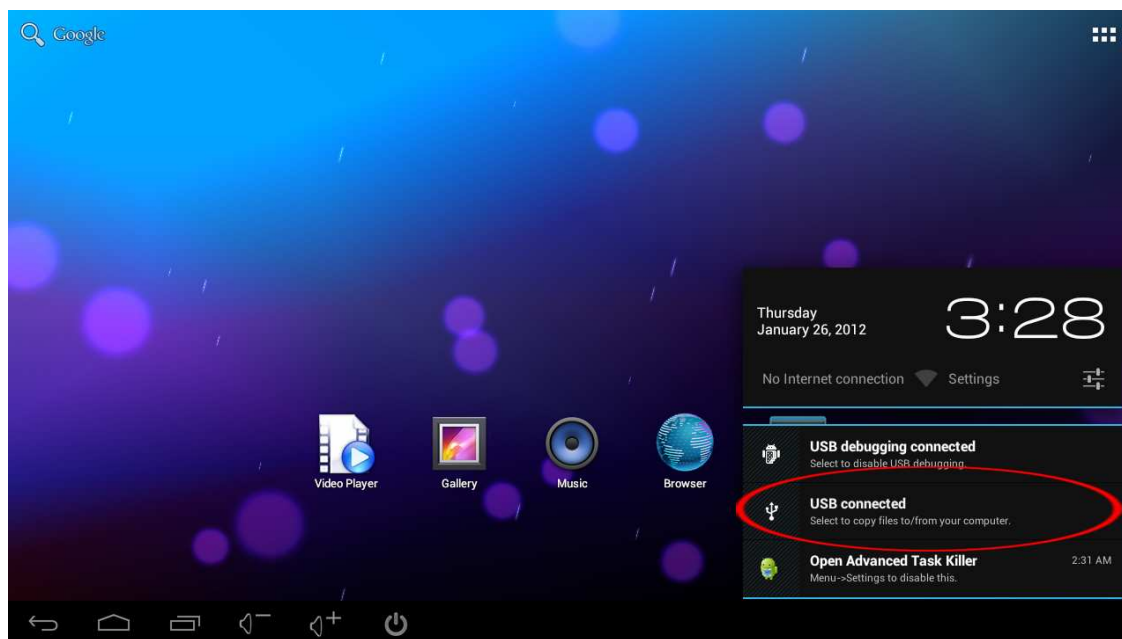 Google
Thursday
January 26, 2012
3:28
No Internet connection Settings
Video Player
Gallery
Music
Browser
USB debugging connected
Select to disable USB debugging.
USB connected
Select to copy files to/from your computer.
Open Advanced Task Killer 2:31 AM
Menu->Settings to disable this.